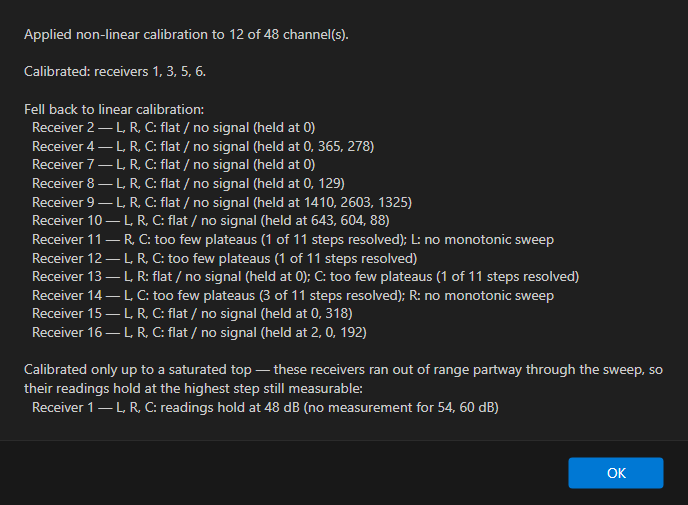 Applied non-linear calibration to 12 of 48 channel(s).
Calibrated: receivers 1, 3, 5, 6.
Fell back to linear calibration:
Receiver 2 — L, R, C: flat / no signal (held at 0)
Receiver 4 — L, R, C: flat / no signal (held at 0, 365, 278)
Receiver 7 — L, R, C: flat / no signal (held at 0)
Receiver 8 — L, R, C: flat / no signal (held at 0, 129)
Receiver 9 — L, R, C: flat / no signal (held at 1410, 2603, 1325)
Receiver 10 — L, R, C: flat / no signal (held at 643, 604, 88)
Receiver 11 — R, C: too few plateaus (1 of 11 steps resolved); L: no monotonic sweep
Receiver 12 — L, R, C: too few plateaus (1 of 11 steps resolved)
Receiver 13 — L, R: flat / no signal (held at 0); C: too few plateaus (1 of 11 steps resolved)
Receiver 14 — L, C: too few plateaus (3 of 11 steps resolved); R: no monotonic sweep
Receiver 15 — L, R, C: flat / no signal (held at 0, 318)
Receiver 16 — L, R, C: flat / no signal (held at 2, 0, 192)
Calibrated only up to a saturated top — these receivers ran out of range partway through the sweep, so
their readings hold at the highest step still measurable:
Receiver 1 — L, R, C: readings hold at 48 dB (no measurement for 54, 60 dB)
OK